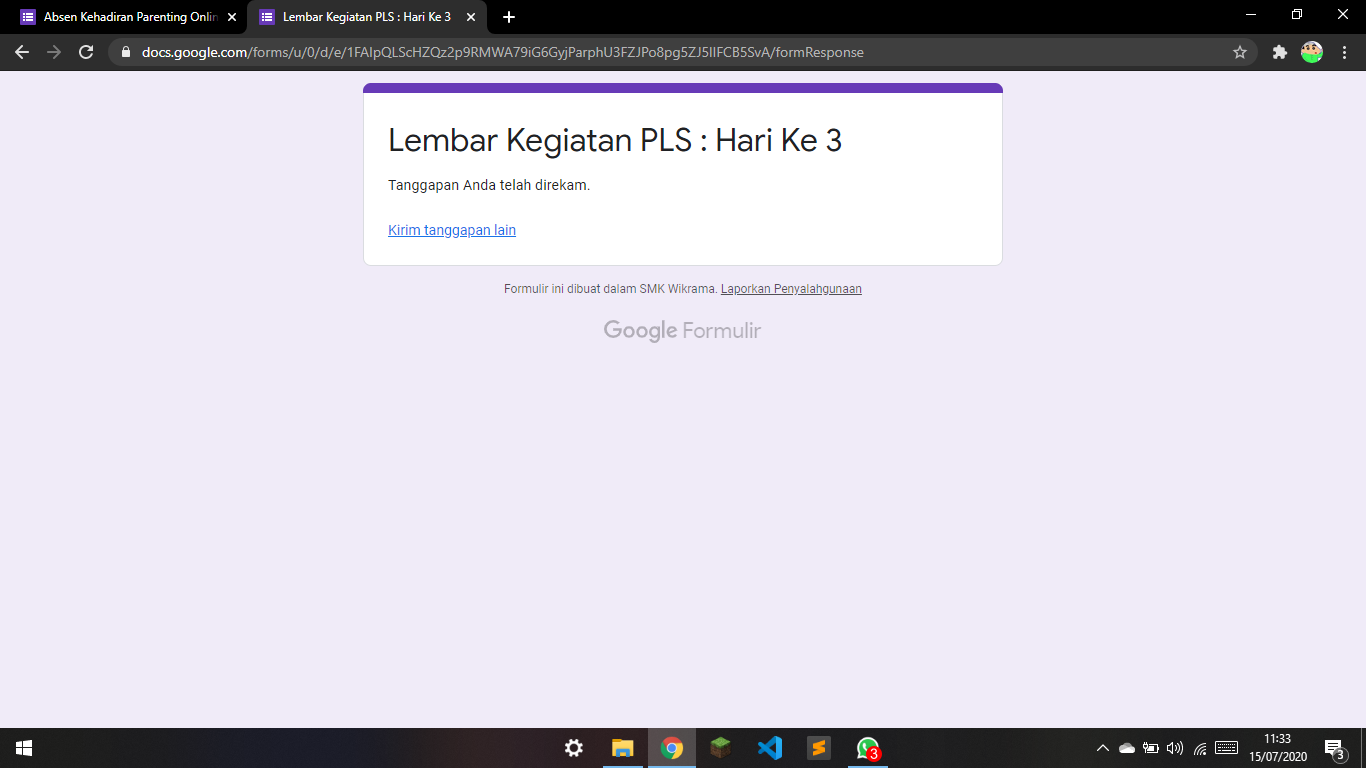 Absen Kehadiran Parenting Onlin
Lembar Kegiatan PLS : Hari Ke 3
docs.google.com/forms/u/0/d/e/1FAIpQLScHZQz2p9RMWA79iG6GyjParphU3FZJPo8pg5ZJ5IIFCB5SvA/formResponse
Lembar Kegiatan PLS : Hari Ke 3
Tanggapan Anda telah direkam.
Kirim tanggapan lain
Formulir ini dibuat dalam SMK Wikrama. Laporkan Penyalahgunaan
Google Formulir
3
11:33
15/07/2020
3